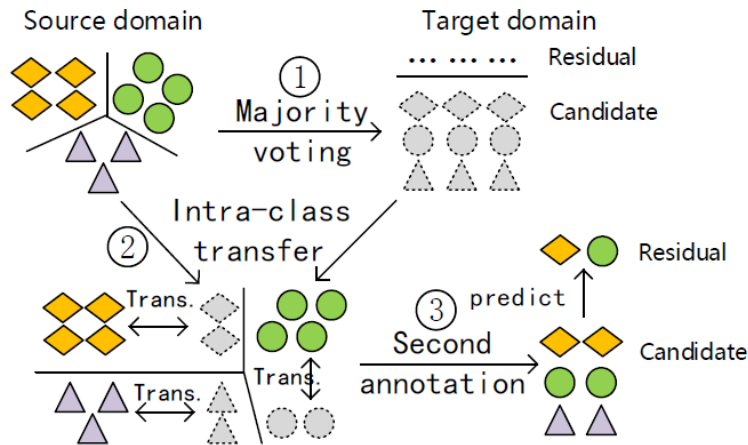 Source domain
Target domain
... ... ...
Residual
①
Majority
voting
Candidate
②
Intra-class
transfer
Residual
Trans.
③
predict
Second
annotation
Candidate
Trans.
Trans.